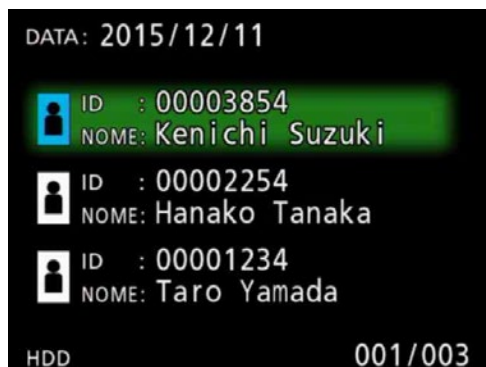 DATA: 2015/12/11
ID : 00003854
NOME: Kenichi Suzuki
ID : 00002254
NOME: Hanako Tanaka
ID : 00001234
NOME: Taro Yamada
HDD 001/003